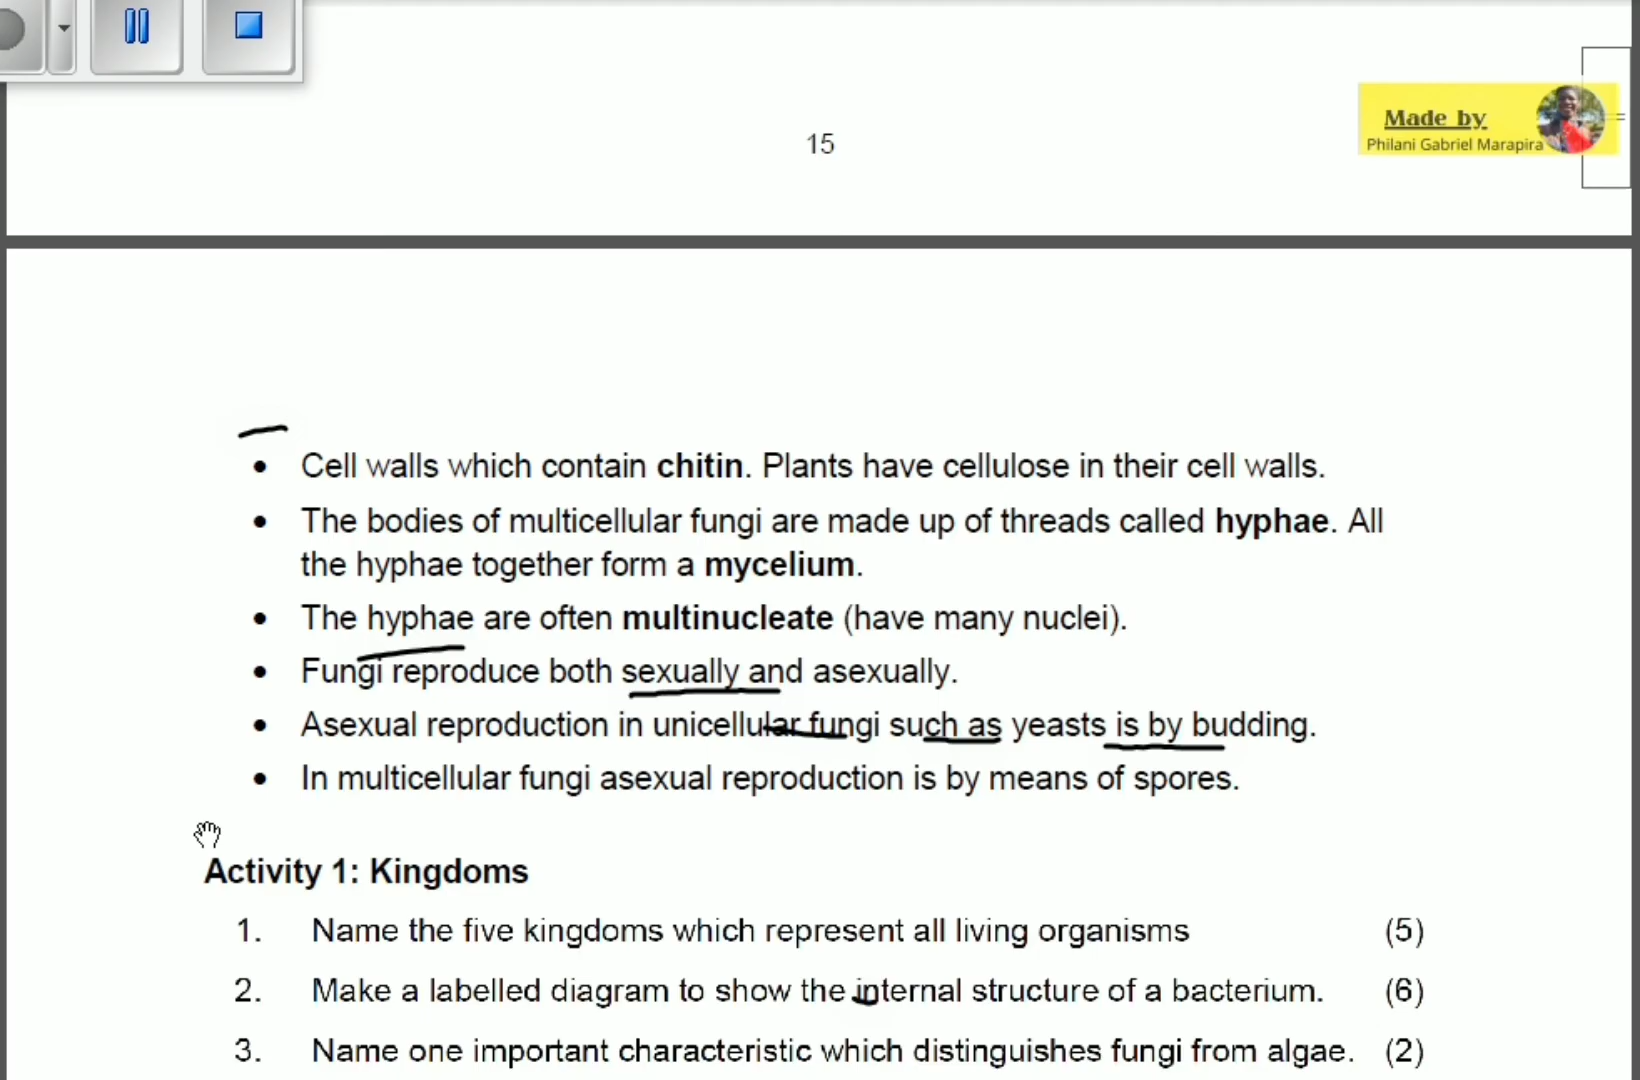 Made by
Philani Gabriel Marapira
15
• Cell walls which contain chitin. Plants have cellulose in their cell walls.
• The bodies of multicellular fungi are made up of threads called hyphae. All
the hyphae together form a mycelium.
• The hyphae are often multinucleate (have many nuclei).
• Fungi reproduce both sexually and asexually.
• Asexual reproduction in unicellular fungi such as yeasts is by budding.
• In multicellular fungi asexual reproduction is by means of spores.
Activity 1: Kingdoms
1. Name the five kingdoms which represent all living organisms (5)
2. Make a labelled diagram to show the internal structure of a bacterium. (6)
3. Name one important characteristic which distinguishes fungi from algae. (2)